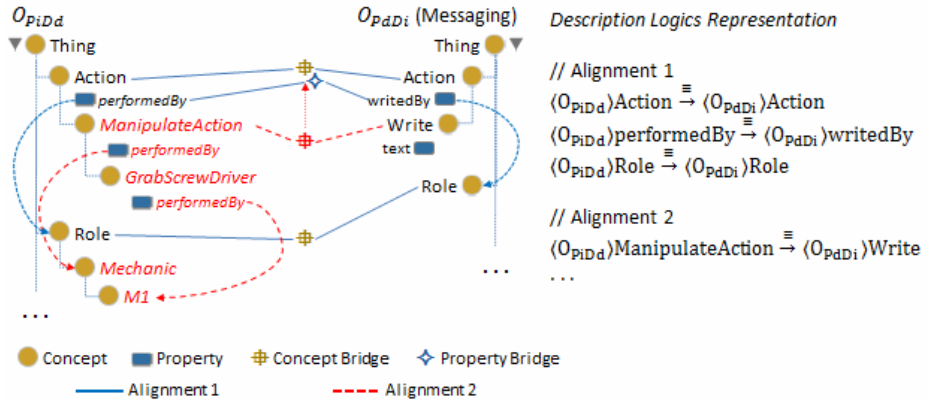 O_PiDd
Thing
Action
performedBy
ManipulateAction
performedBy
GrabScrewDriver
performedBy
Role
Mechanic
M1
...
O_PdDi (Messaging)
Thing
Action
writedBy
Write
text
Role
...
Description Logics Representation
// Alignment 1
⟨O_PiDd⟩Action ≡→ ⟨O_PdDi⟩Action
⟨O_PiDd⟩performedBy ≡→ ⟨O_PdDi⟩writedBy
⟨O_PiDd⟩Role ≡→ ⟨O_PdDi⟩Role
// Alignment 2
⟨O_PiDd⟩ManipulateAction ≡→ ⟨O_PdDi⟩Write
...
Concept Property Concept Bridge Property Bridge
Alignment 1 Alignment 2